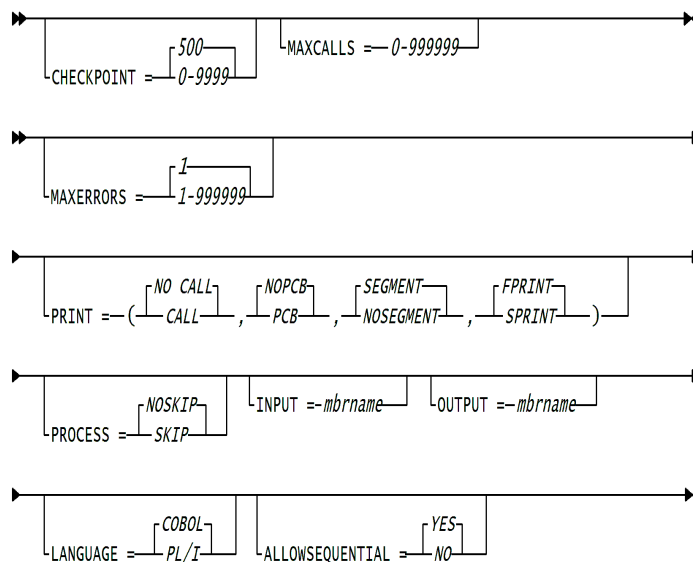 500
MAXCALLS = 0-999999
CHECKPOINT = 0-9999
1
MAXERRORS = 1-999999
NO CALL NOPCB SEGMENT FPRINT
PRINT = ( CALL , PCB , NOSEGMENT , SPRINT )
NOSKIP INPUT = mbrname OUTPUT = mbrname
PROCESS = SKIP
COBOL YES
LANGUAGE = PL/I ALLOWSEQUENTIAL = NO